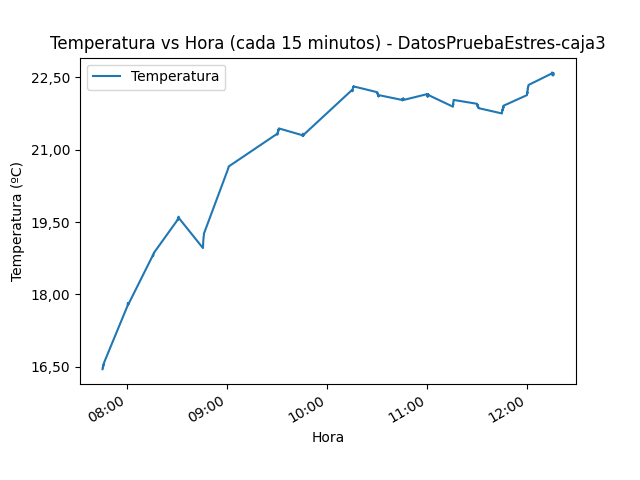 Temperatura vs Hora (cada 15 minutos) - DatosPruebaEstres-caja3
Temperatura
22,50
21,00
19,50
18,00
16,50
Temperatura (ºC)
08:00
09:00
10:00
11:00
12:00
Hora